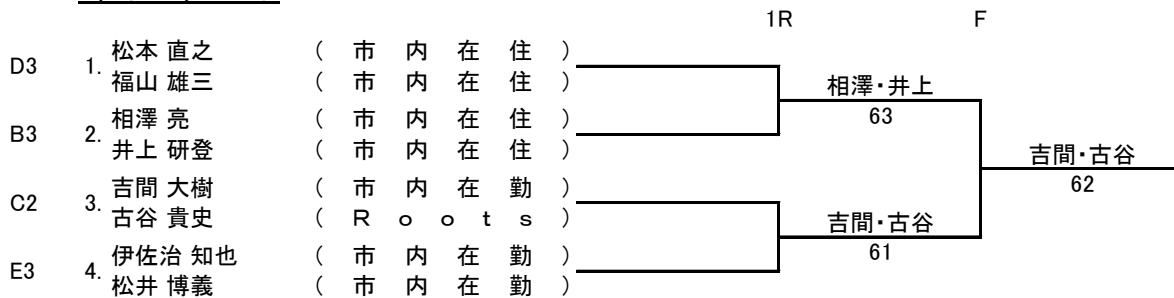 1R F
D3 1. 松本 直之 ( 市 内 在 住 )
福山 雄三 ( 市 内 在 住 )
相澤・井上
63
B3 2. 相澤 亮 ( 市 内 在 住 )
井上 研登 ( 市 内 在 住 )
吉間・古谷
62
C2 3. 吉間 大樹 ( 市 内 在 勤 )
古谷 貴史 ( R o o t s )
吉間・古谷
61
E3 4. 伊佐治 知也 ( 市 内 在 勤 )
松井 博義 ( 市 内 在 勤 )